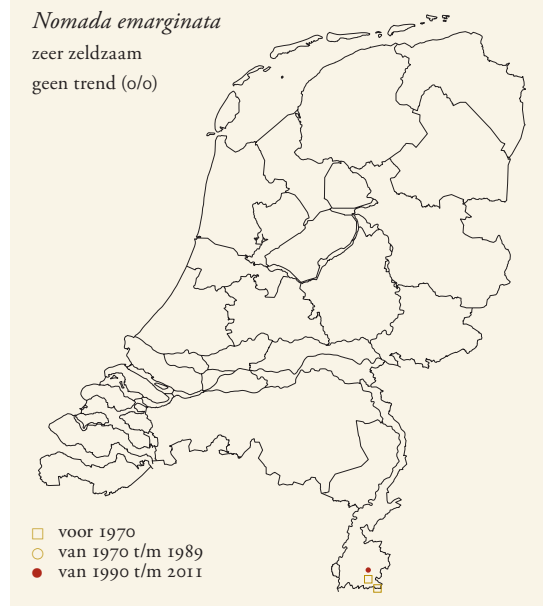 Nomada emarginata
zeer zeldzaam
geen trend (0/0)
voor 1970
van 1970 t/m 1989
van 1990 t/m 2011